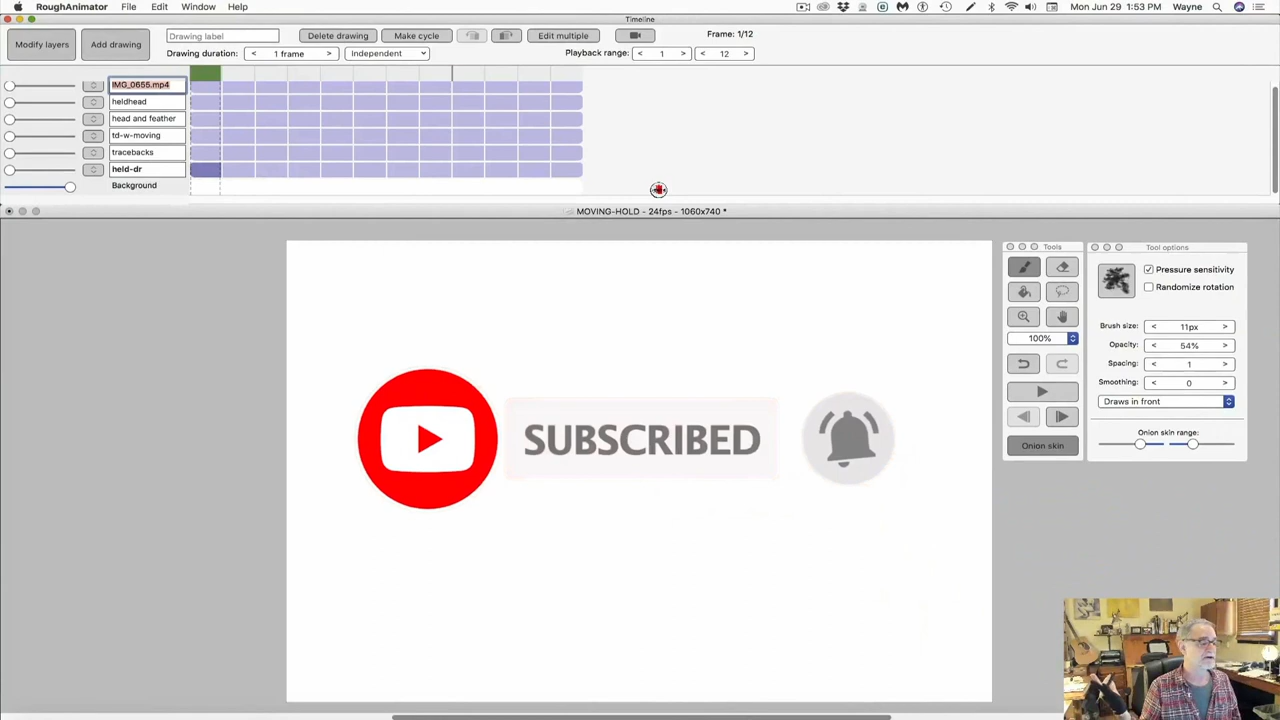 RoughAnimator File Edit Window Help Mon Jun 29 1:53 PM Wayne
Timeline
Modify layers Add drawing Drawing label Delete drawing Make cycle Edit multiple Frame: 1/12
Drawing duration: < 1 frame > Independent Playback range: < 1 > < 12 >
IMG_0655.mp4
heldhead
head and feather
td-w-moving
tracebacks
held-dr
Background
MOVING-HOLD - 24fps - 1060x740 *
Tools
100%
Onion skin
Tool options
Pressure sensitivity
Randomize rotation
Brush size: < 11px >
Opacity: < 54% >
Spacing: < 1 >
Smoothing: < 0 >
Draws in front
Onion skin range:
SUBSCRIBED